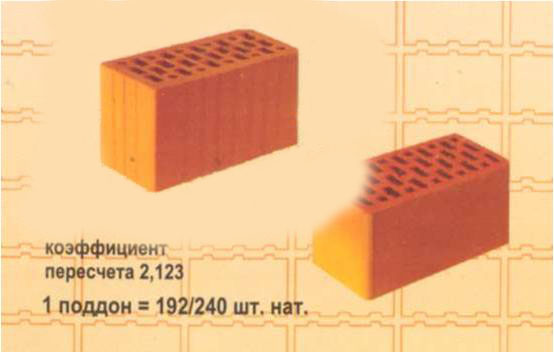 коэффициент
пересчета 2,123
1 поддон = 192/240 шт. нат.